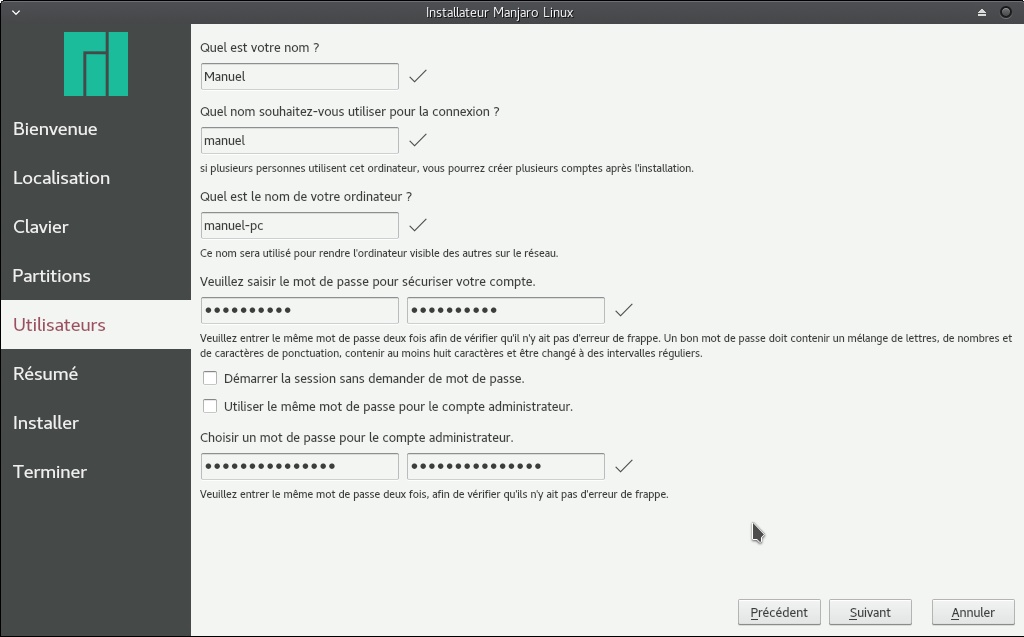 Installateur Manjaro Linux
Bienvenue
Localisation
Clavier
Partitions
Utilisateurs
Résumé
Installer
Terminer
Quel est votre nom ?
Manuel
Quel nom souhaitez-vous utiliser pour la connexion ?
manuel
si plusieurs personnes utilisent cet ordinateur, vous pourrez créer plusieurs comptes après l'installation.
Quel est le nom de votre ordinateur ?
manuel-pc
Ce nom sera utilisé pour rendre l'ordinateur visible des autres sur le réseau.
Veuillez saisir le mot de passe pour sécuriser votre compte.
●●●●●●●●●● ●●●●●●●●●●
Veuillez entrer le même mot de passe deux fois afin de vérifier qu'il n'y ait pas d'erreur de frappe. Un bon mot de passe doit contenir un mélange de lettres, de nombres et
de caractères de ponctuation, contenir au moins huit caractères et être changé à des intervalles réguliers.
Démarrer la session sans demander de mot de passe.
Utiliser le même mot de passe pour le compte administrateur.
Choisir un mot de passe pour le compte administrateur.
●●●●●●●●●●●●●●● ●●●●●●●●●●●●●●●
Veuillez entrer le même mot de passe deux fois, afin de vérifier qu'ils n'y ait pas d'erreur de frappe.
Précédent Suivant Annuler